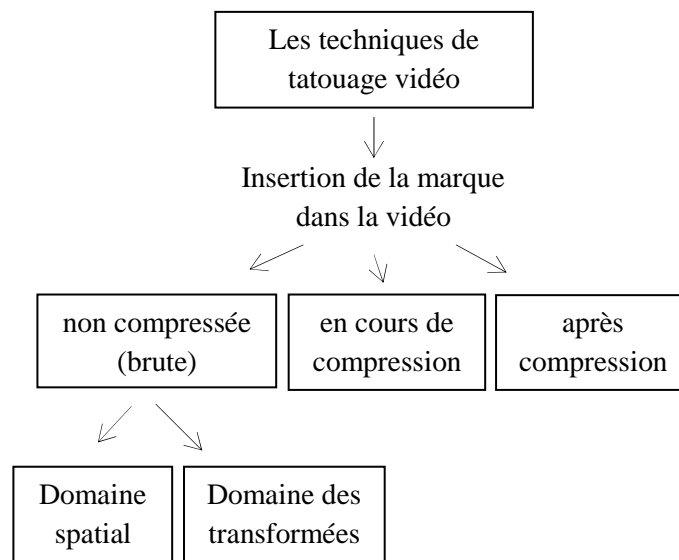 Les techniques de
tatouage vidéo
Insertion de la marque
dans la vidéo
non compressée
(brute)
en cours de
compression
après
compression
Domaine
spatial
Domaine des
transformées